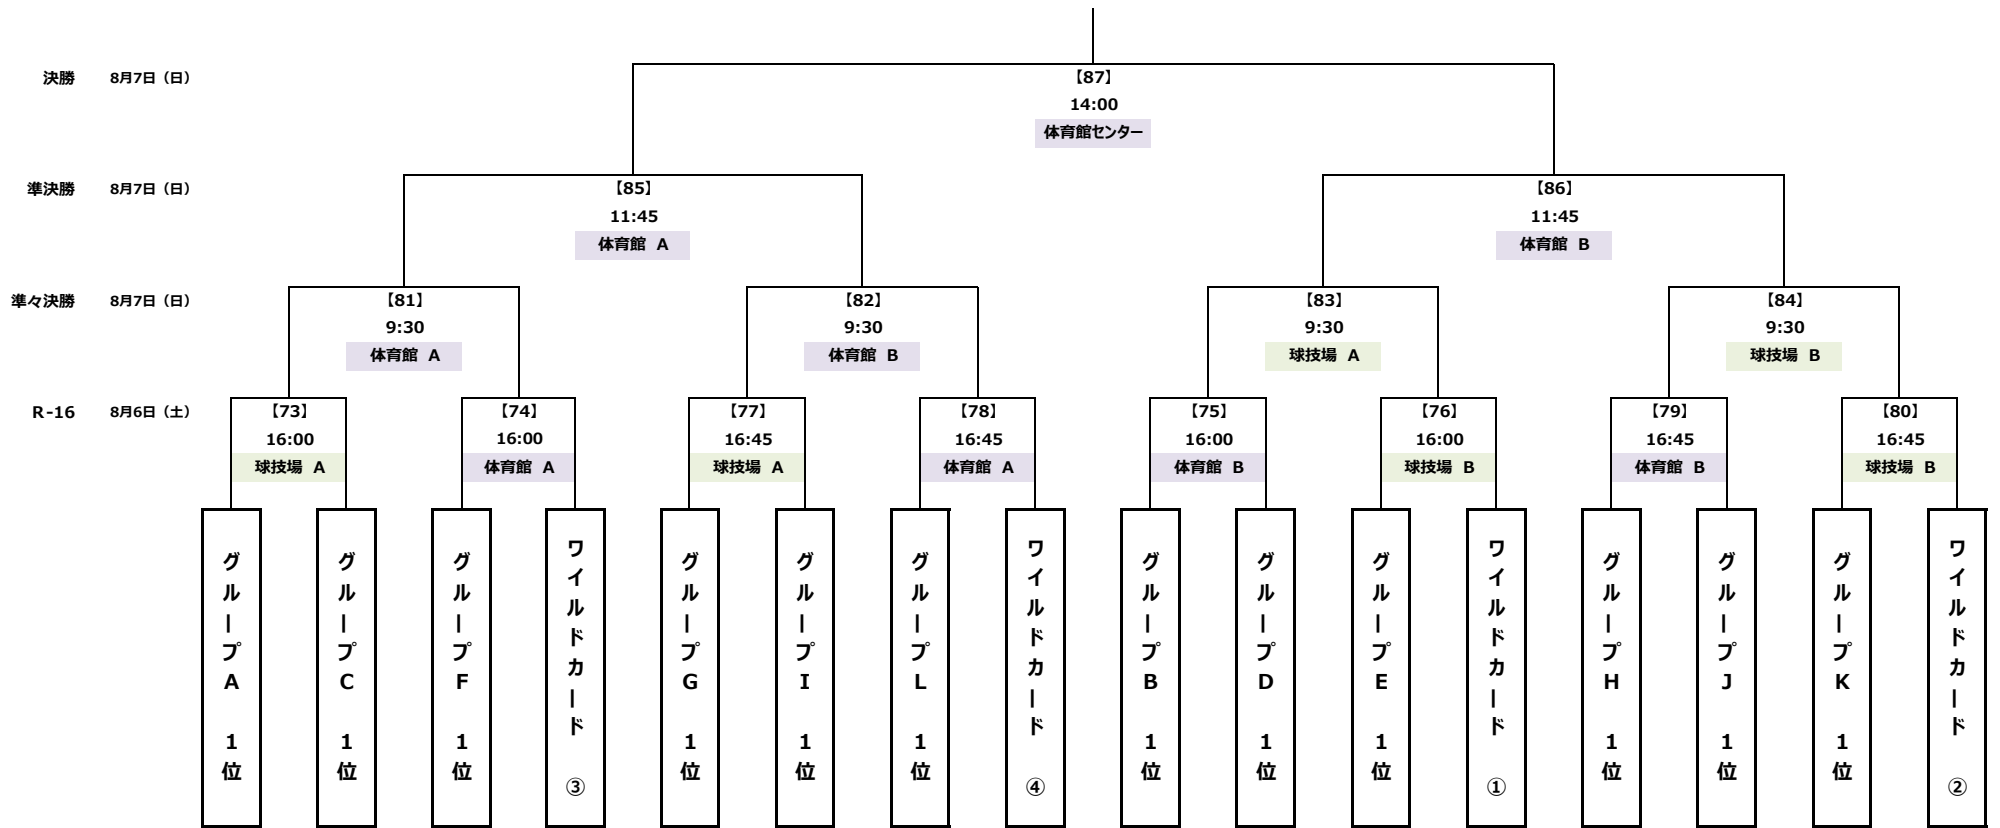 決勝 8月7日（日） 【87】
14:00
体育館センター
準決勝 8月7日（日） 【85】 【86】
11:45 11:45
体育館 A 体育館 B
準々決勝 8月7日（日） 【81】 【82】 【83】 【84】
9:30 9:30 9:30 9:30
体育館 A 体育館 B 球技場 A 球技場 B
R-16 8月6日（土） 【73】 【74】 【77】 【78】 【75】 【76】 【79】 【80】
16:00 16:00 16:45 16:45 16:00 16:00 16:45 16:45
球技場 A 体育館 A 球技場 A 体育館 A 体育館 B 球技場 B 体育館 B 球技場 B
グループA 1位
グループC 1位
グループF 1位
ワイルドカード ③
グループG 1位
グループI 1位
グループL 1位
ワイルドカード ④
グループB 1位
グループD 1位
グループE 1位
ワイルドカード ①
グループH 1位
グループJ 1位
グループK 1位
ワイルドカード ②